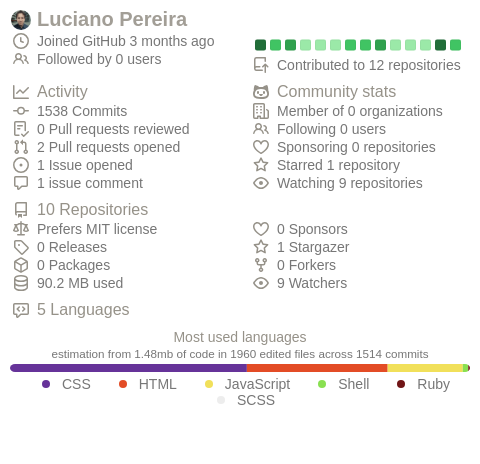 Luciano Pereira
Joined GitHub 3 months ago
Followed by 0 users
Contributed to 12 repositories
Activity
1538 Commits
0 Pull requests reviewed
2 Pull requests opened
1 Issue opened
1 issue comment
Community stats
Member of 0 organizations
Following 0 users
Sponsoring 0 repositories
Starred 1 repository
Watching 9 repositories
10 Repositories
Prefers MIT license
0 Releases
0 Packages
90.2 MB used
0 Sponsors
1 Stargazer
0 Forkers
9 Watchers
5 Languages
Most used languages
estimation from 1.48mb of code in 1960 edited files across 1514 commits
CSS HTML JavaScript Shell Ruby
SCSS